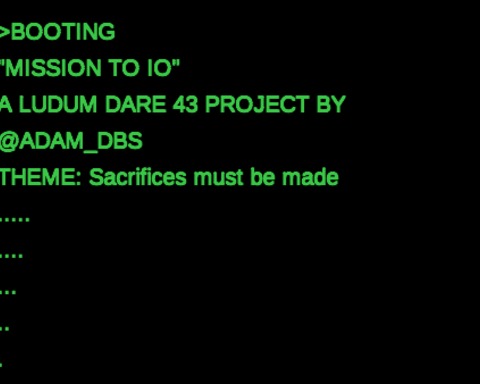 >BOOTING
"MISSION TO IO"
A LUDUM DARE 43 PROJECT BY
@ADAM_DBS
THEME: Sacrifices must be made
.....
....
...
..
.